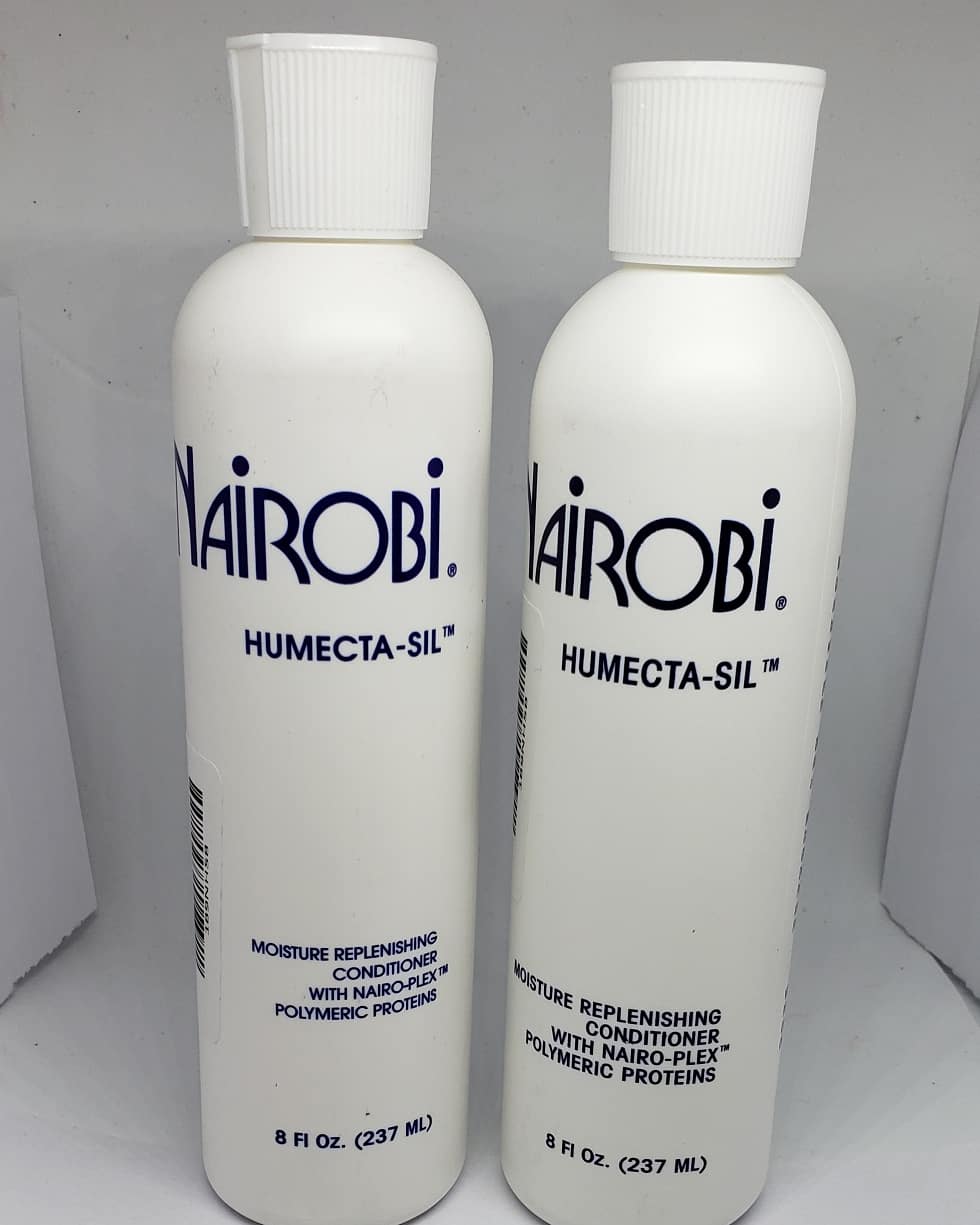 NAiROBi®
HUMECTA-SIL™
MOISTURE REPLENISHING
CONDITIONER
WITH NAIRO-PLEX™
POLYMERIC PROTEINS
8 Fl Oz. (237 ML)
NAiROBi®
HUMECTA-SIL™
MOISTURE REPLENISHING
CONDITIONER
WITH NAIRO-PLEX™
POLYMERIC PROTEINS
8 Fl Oz. (237 ML)